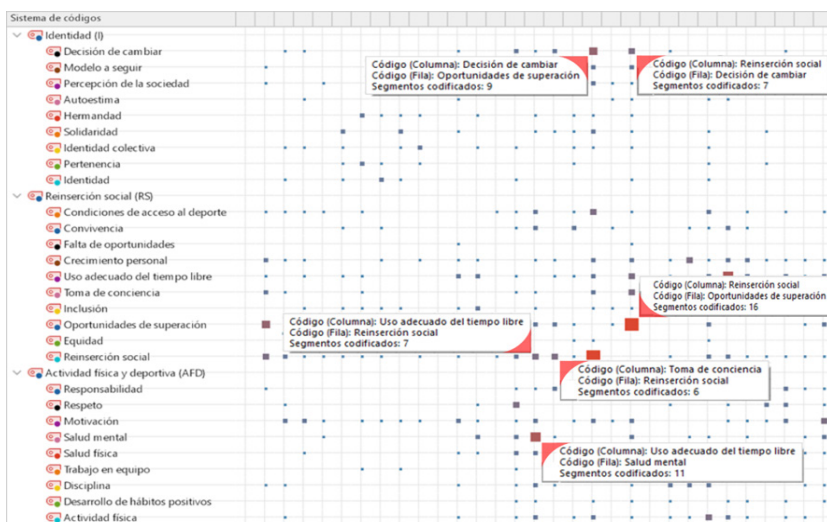 Sistema de códigos
Identidad (I)
Decisión de cambiar
Modelo a seguir
Percepción de la sociedad
Autoestima
Hermandad
Solidaridad
Identidad colectiva
Pertenencia
Identidad
Reinserción social (RS)
Condiciones de acceso al deporte
Convivencia
Falta de oportunidades
Crecimiento personal
Uso adecuado del tiempo libre
Toma de conciencia
Inclusión
Oportunidades de superación
Equidad
Reinserción social
Actividad física y deportiva (AFD)
Responsabilidad
Respeto
Motivación
Salud mental
Salud física
Trabajo en equipo
Disciplina
Desarrollo de hábitos positivos
Actividad física
Código (Columna): Decisión de cambiar
Código (Fila): Oportunidades de superación
Segmentos codificados: 9
Código (Columna): Reinserción social
Código (Fila): Decisión de cambiar
Segmentos codificados: 7
Código (Columna): Reinserción social
Código (Fila): Oportunidades de superación
Segmentos codificados: 16
Código (Columna): Uso adecuado del tiempo libre
Código (Fila): Reinserción social
Segmentos codificados: 7
Código (Columna): Toma de conciencia
Código (Fila): Reinserción social
Segmentos codificados: 6
Código (Columna): Uso adecuado del tiempo libre
Código (Fila): Salud mental
Segmentos codificados: 11